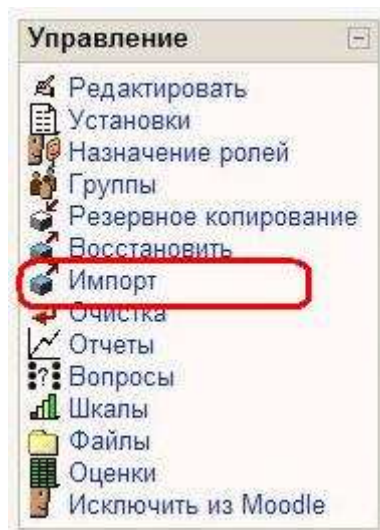 Управление
Редактировать
Установки
Назначение ролей
Группы
Резервное копирование
Восстановить
Импорт
Очистка
Отчеты
Вопросы
Шкалы
Файлы
Оценки
Исключить из Moodle